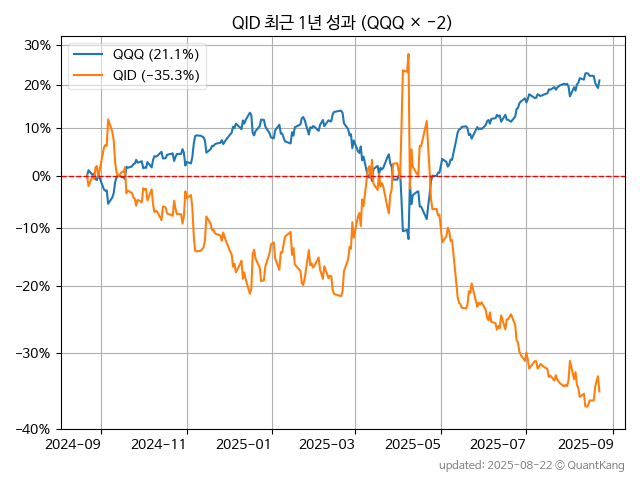 QID 최근 1년 성과 (QQQ × −2)
QQQ (21.1%)
QID (−35.3%)
30%
20%
10%
0%
−10%
−20%
−30%
−40%
2024-09 2024-11 2025-01 2025-03 2025-05 2025-07 2025-09
updated: 2025-08-22 ⓒ QuantKang